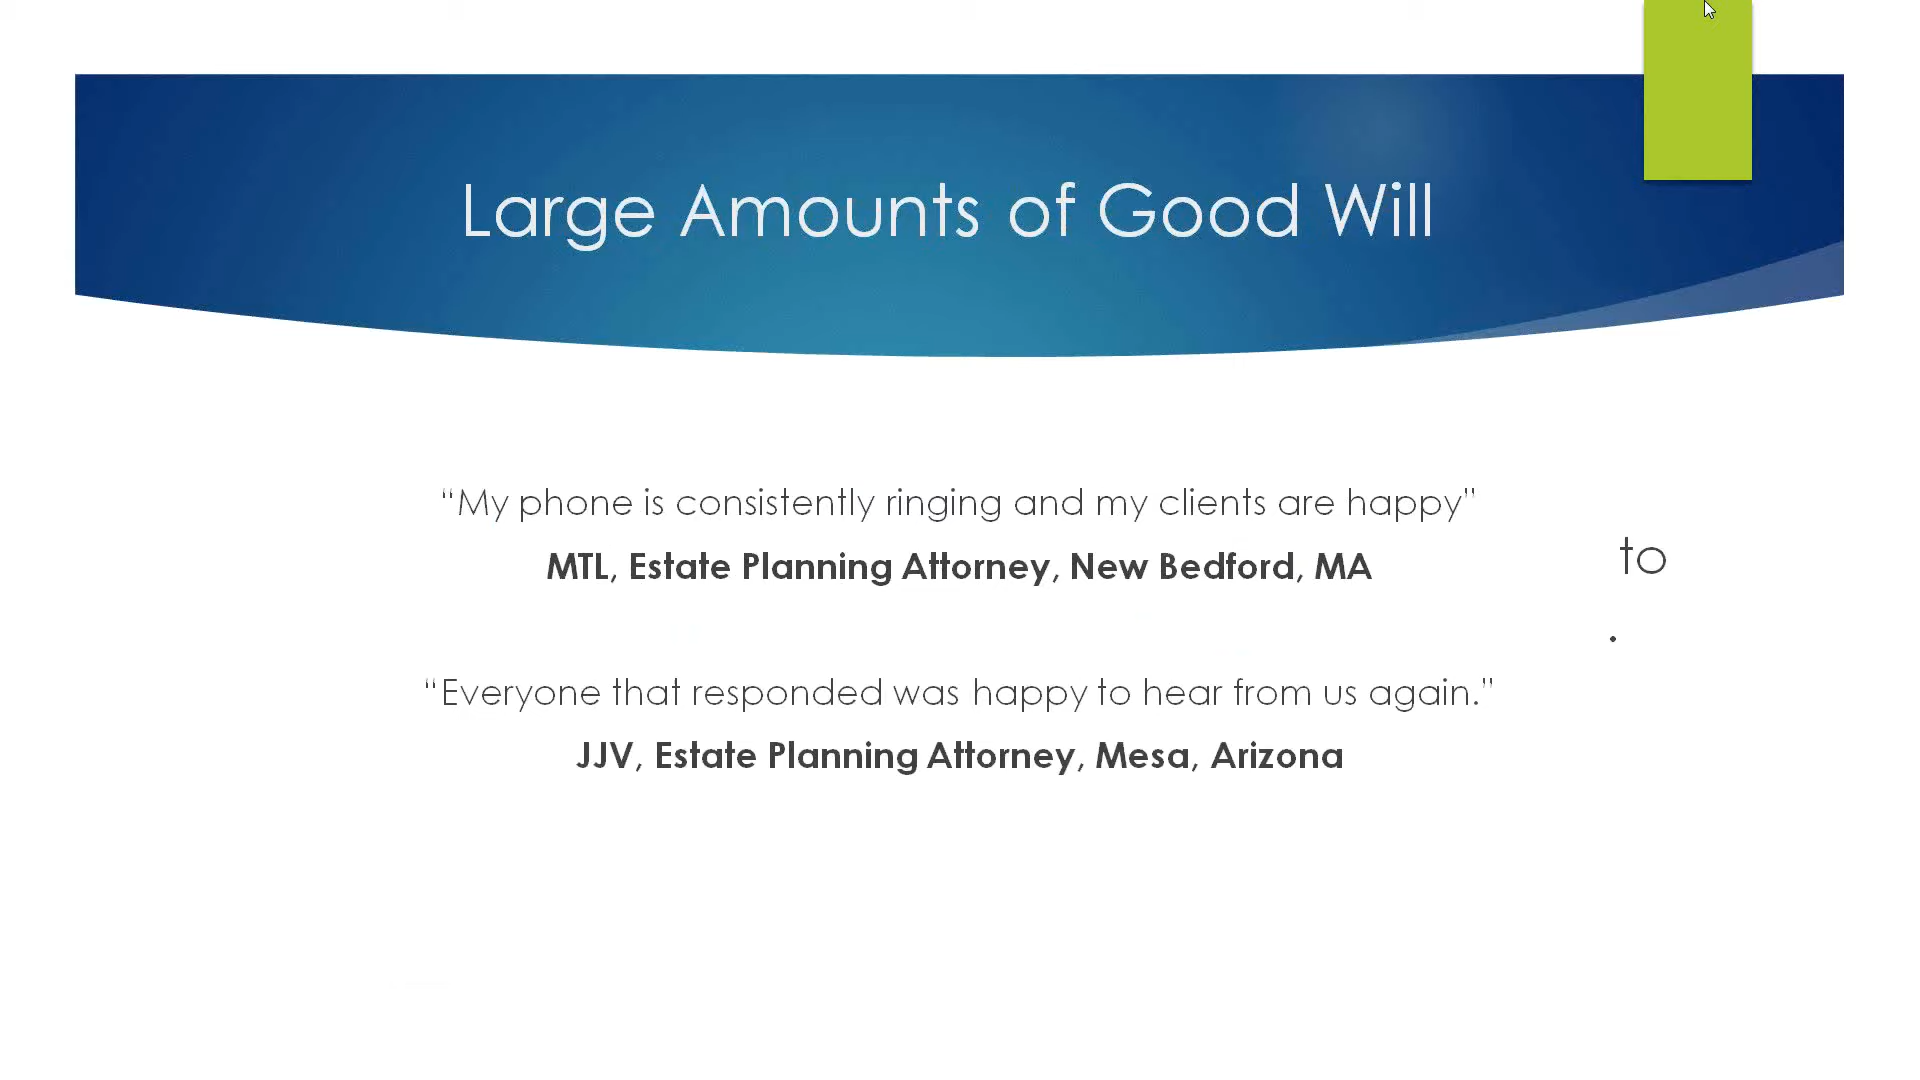 Large Amounts of Good Will
“My phone is consistently ringing and my clients are happy”
MTL, Estate Planning Attorney, New Bedford, MA
to
.
“Everyone that responded was happy to hear from us again.”
JJV, Estate Planning Attorney, Mesa, Arizona